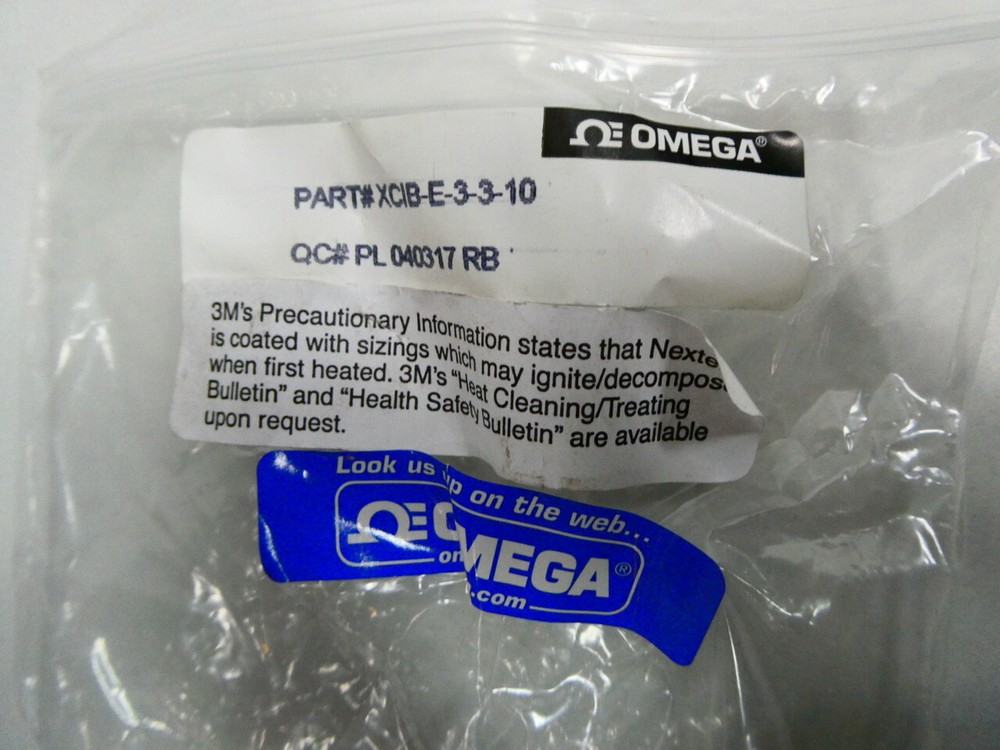 ΩE OMEGA®
PART# XCIB-E-3-3-10
QC# PL 040317 RB
3M's Precautionary Information states that Nexte
is coated with sizings which may ignite/decompos
when first heated. 3M's "Heat Cleaning/Treating
Bulletin" and "Health Safety Bulletin" are available
upon request.
Look us up on the web...
ΩE OMEGA®
.com